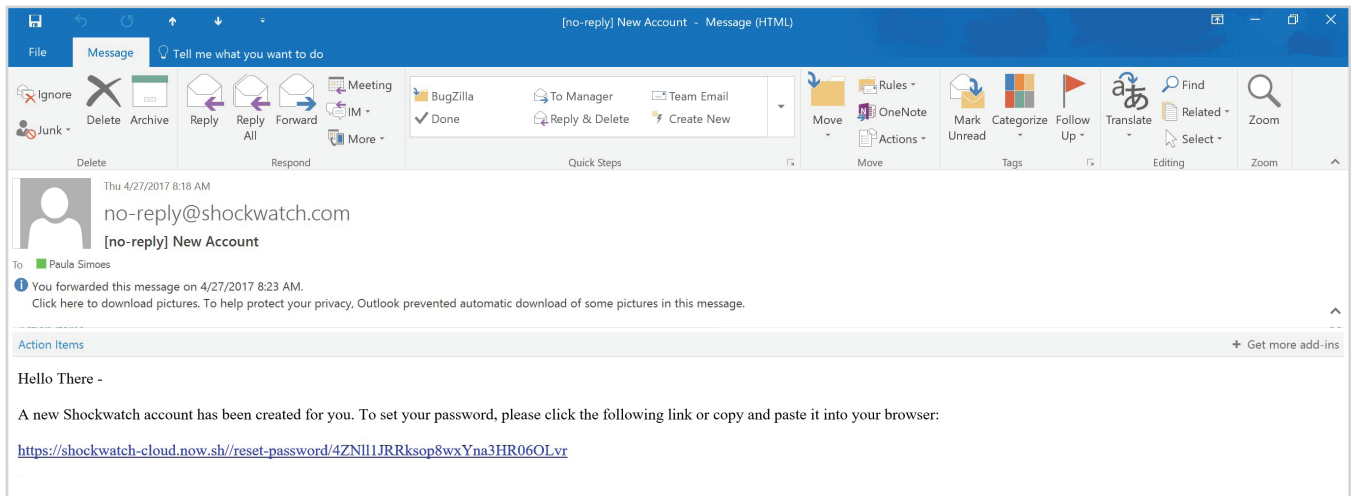 [no-reply] New Account - Message (HTML)
File Message Tell me what you want to do
Ignore
Junk
Delete
Archive
Delete
Reply
Reply All
Forward
Meeting
IM
More
Respond
BugZilla To Manager Team Email
Done Reply & Delete Create New
Quick Steps
Move
Rules
OneNote
Actions
Move
Mark Unread
Categorize
Follow Up
Tags
Translate
Find
Related
Select
Editing
Zoom
Zoom
Thu 4/27/2017 8:18 AM
no-reply@shockwatch.com
[no-reply] New Account
To Paula Simoes
You forwarded this message on 4/27/2017 8:23 AM.
Click here to download pictures. To help protect your privacy, Outlook prevented automatic download of some pictures in this message.
Action Items + Get more add-ins
Hello There -
A new Shockwatch account has been created for you. To set your password, please click the following link or copy and paste it into your browser:
https://shockwatch-cloud.now.sh//reset-password/4ZNll1JRRksop8wxYna3HR06OLvr